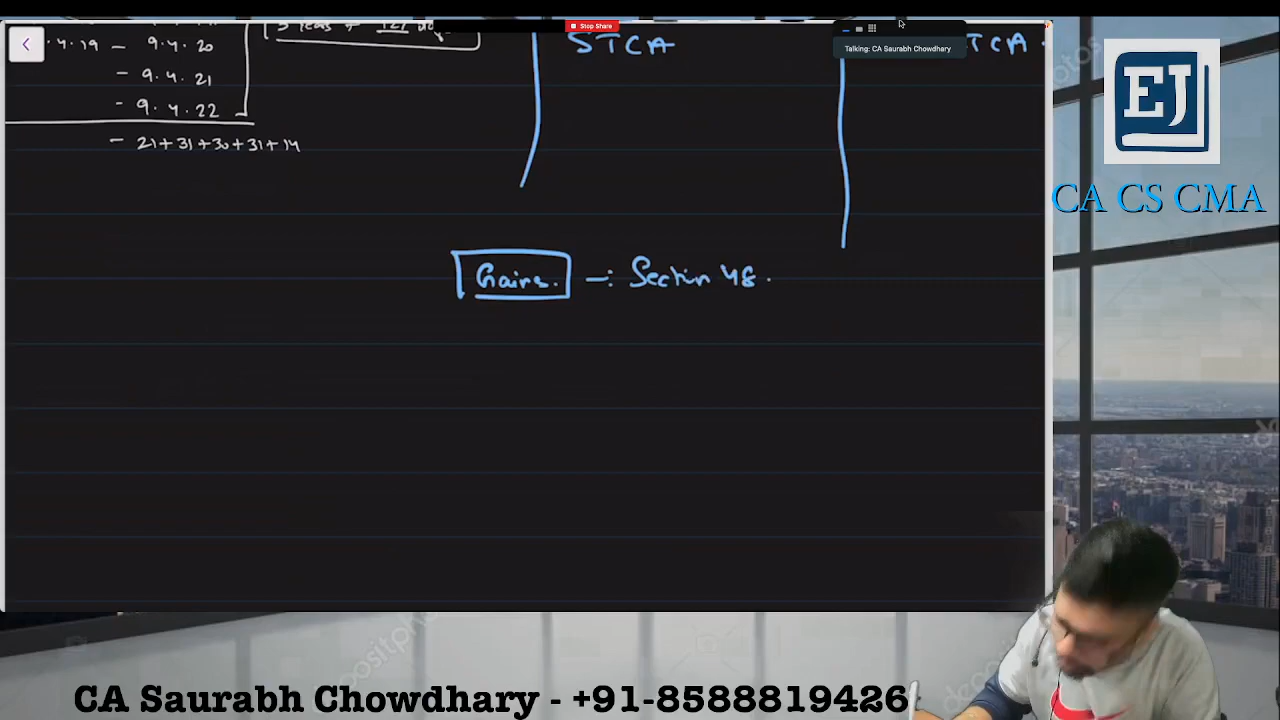 Stop Share
Talking: CA Saurabh Chowdhary
4.19 - 9.4.20
- 9.4.21
- 9.4.22
- 21+31+30+31+14
STCA
TCA
Gains. -: Section 48.
EJ
CA CS CMA
CA Saurabh Chowdhary - +91-8588819426